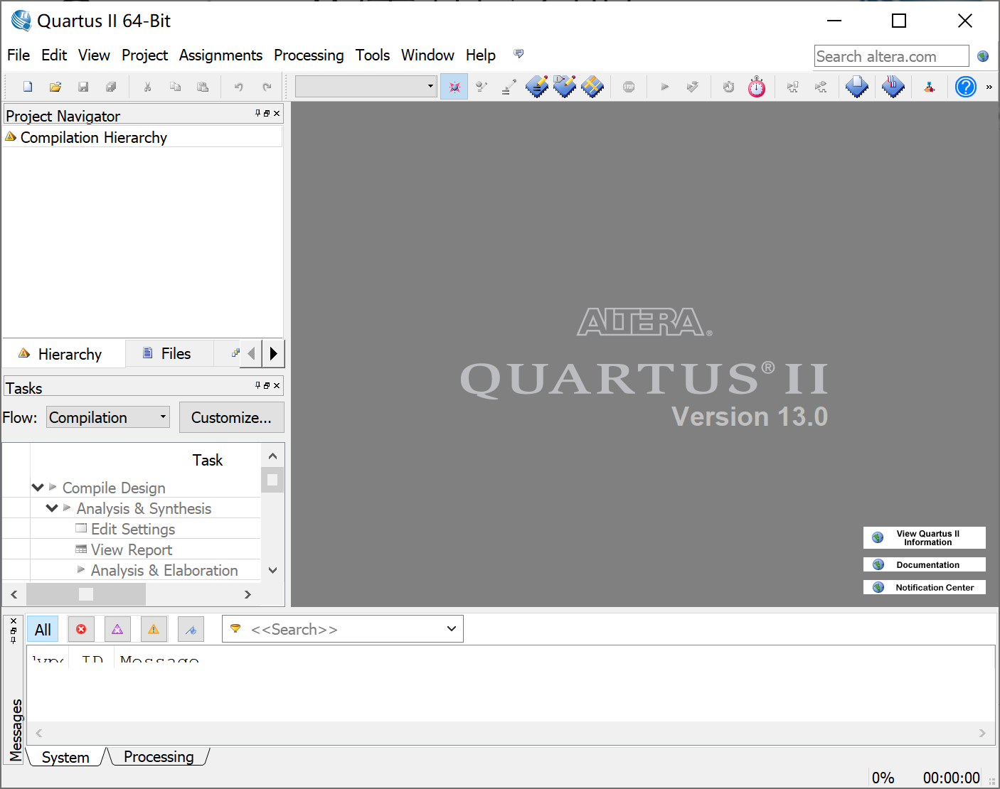 Quartus II 64-Bit
File Edit View Project Assignments Processing Tools Window Help
Search altera.com
STOP
»
Project Navigator
Compilation Hierarchy
Hierarchy
Files
Tasks
Flow: Compilation Customize...
Task
Compile Design
Analysis & Synthesis
Edit Settings
View Report
Analysis & Elaboration
ALTERA®
QUARTUS® II
Version 13.0
View Quartus II
Information
Documentation
Notification Center
All <<Search>>
Type ID Message
Messages
System Processing
0% 00:00:00